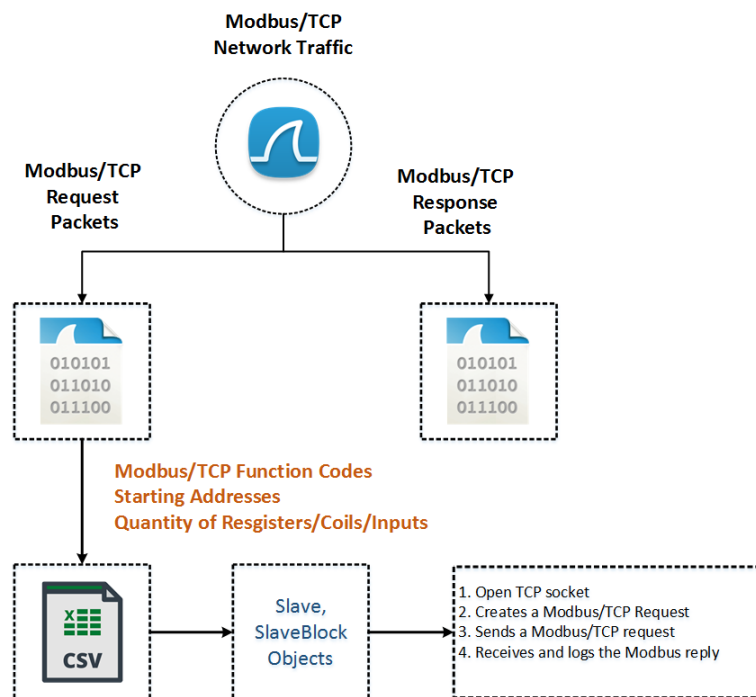 Modbus/TCP
Network Traffic
Modbus/TCP
Request
Packets
Modbus/TCP
Response
Packets
010101
011010
011100
010101
011010
011100
Modbus/TCP Function Codes
Starting Addresses
Quantity of Resgisters/Coils/Inputs
X
CSV
Slave,
SlaveBlock
Objects
1. Open TCP socket
2. Creates a Modbus/TCP Request
3. Sends a Modbus/TCP request
4. Receives and logs the Modbus reply